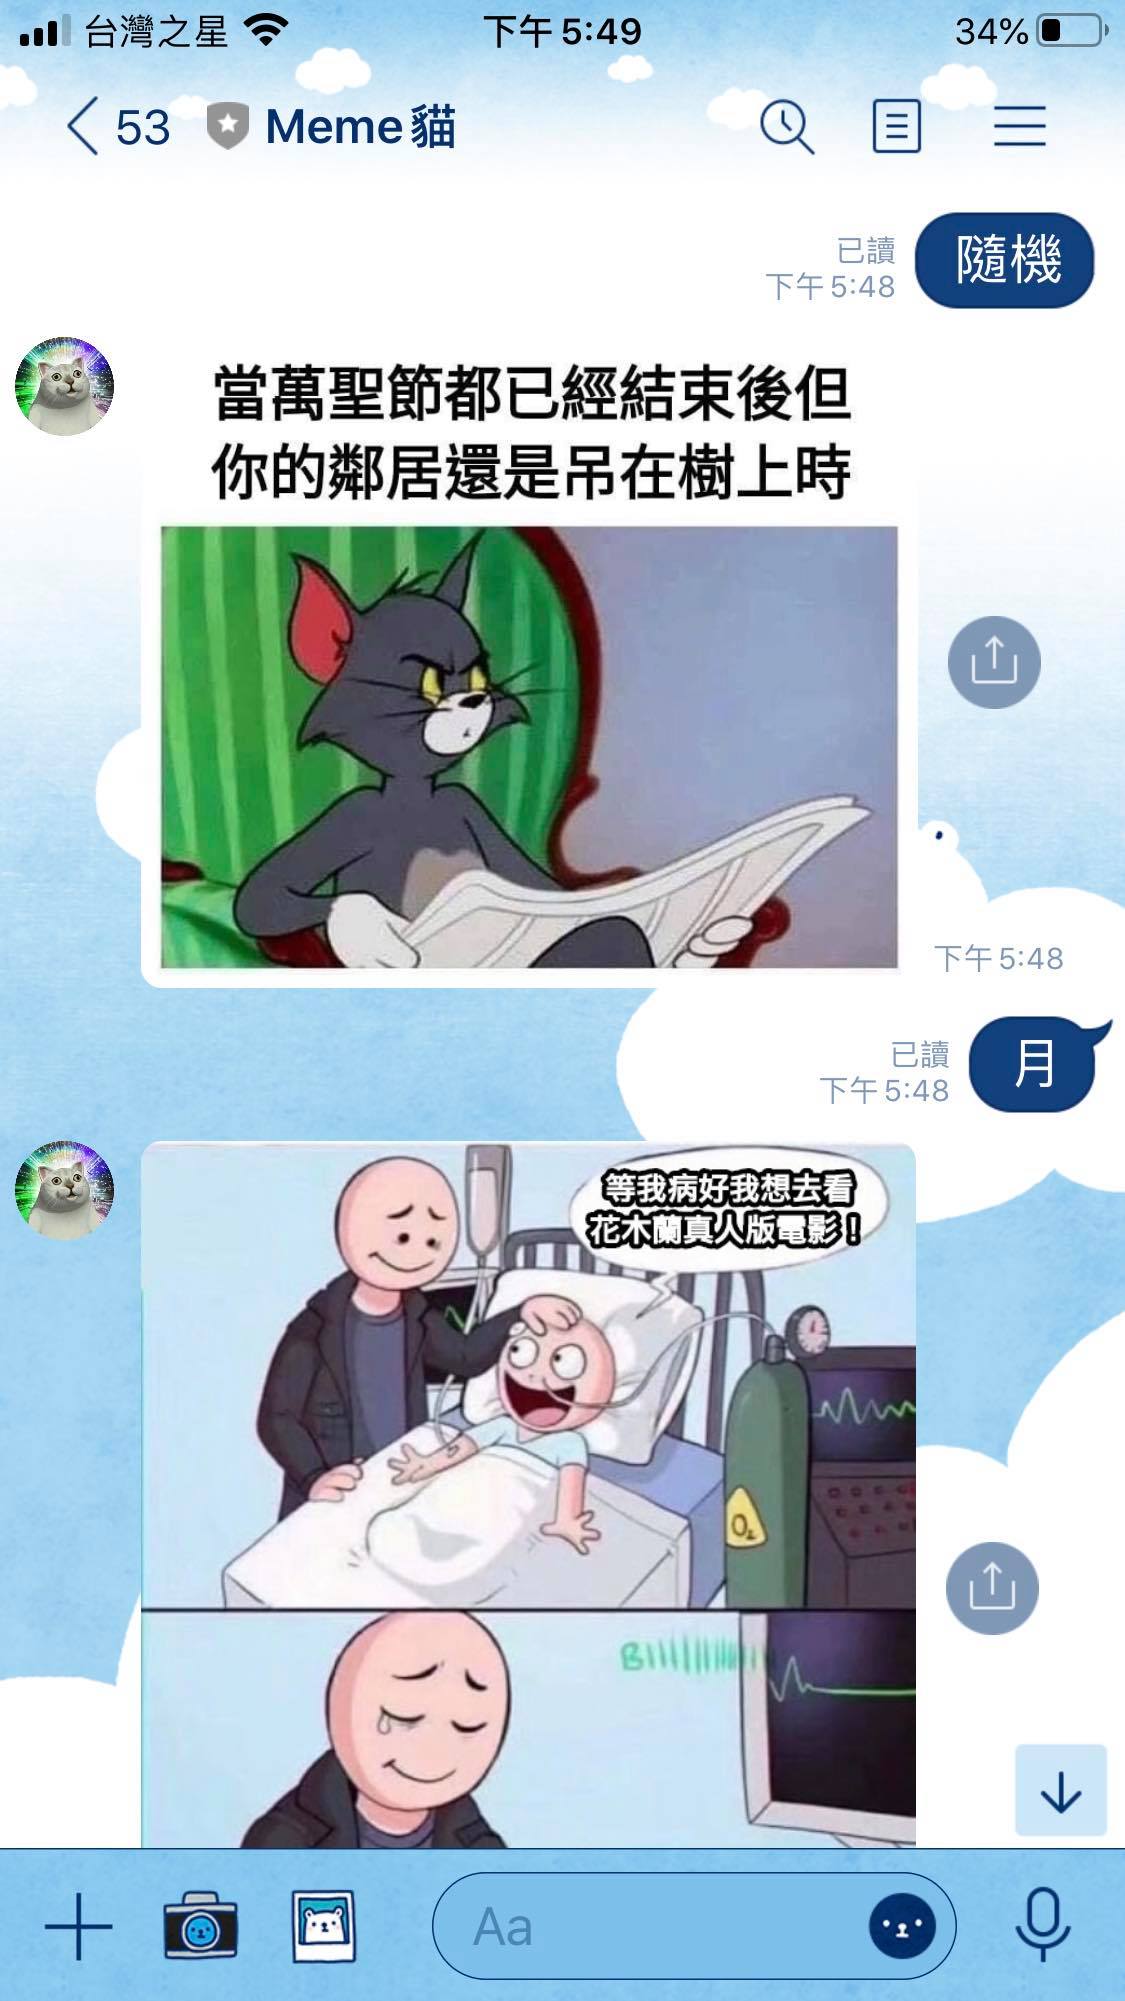 台灣之星
下午 5:49
34%
53
Meme貓
已讀
下午 5:48
隨機
當萬聖節都已經結束後但
你的鄰居還是吊在樹上時
下午 5:48
已讀
下午 5:48
月
等我病好我想去看
花木蘭真人版電影！
O₂
Aa